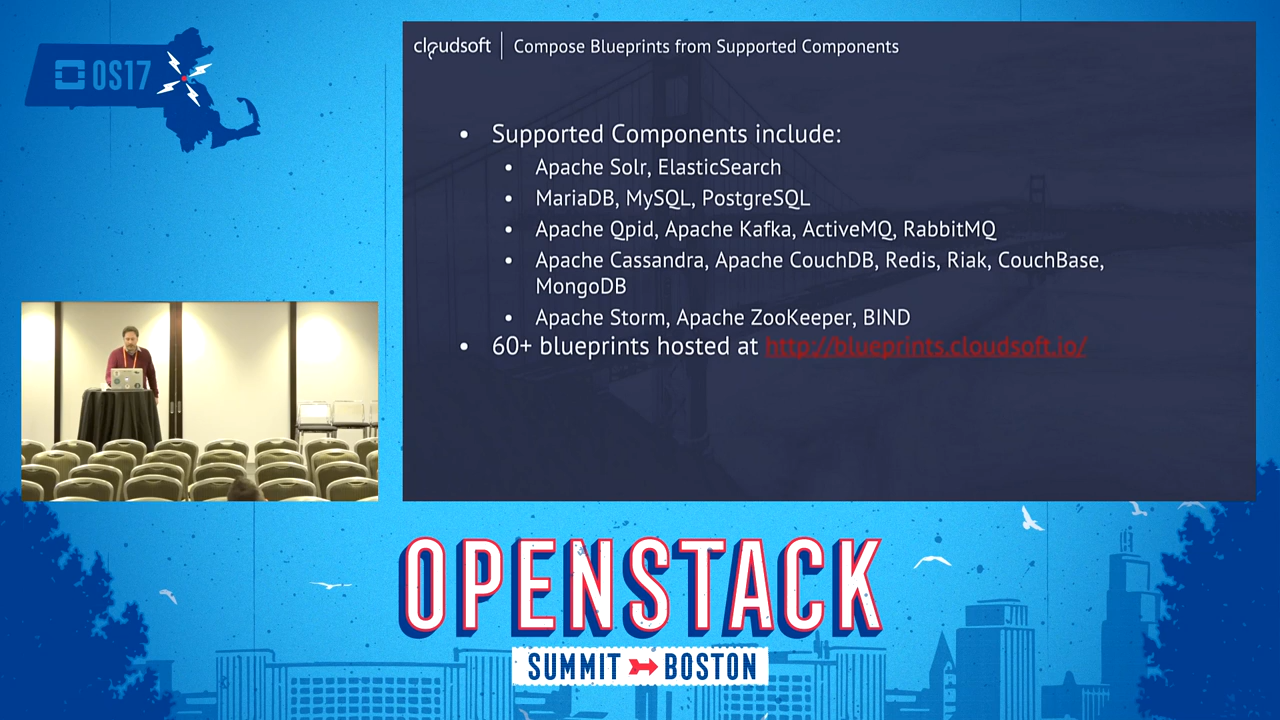 OS17
cloudsoft
Compose Blueprints from Supported Components
• Supported Components include:
• Apache Solr, ElasticSearch
• MariaDB, MySQL, PostgreSQL
• Apache Qpid, Apache Kafka, ActiveMQ, RabbitMQ
• Apache Cassandra, Apache CouchDB, Redis, Riak, CouchBase,
MongoDB
• Apache Storm, Apache ZooKeeper, BIND
• 60+ blueprints hosted at http://blueprints.cloudsoft.io/
OPENSTACK
SUMMIT BOSTON